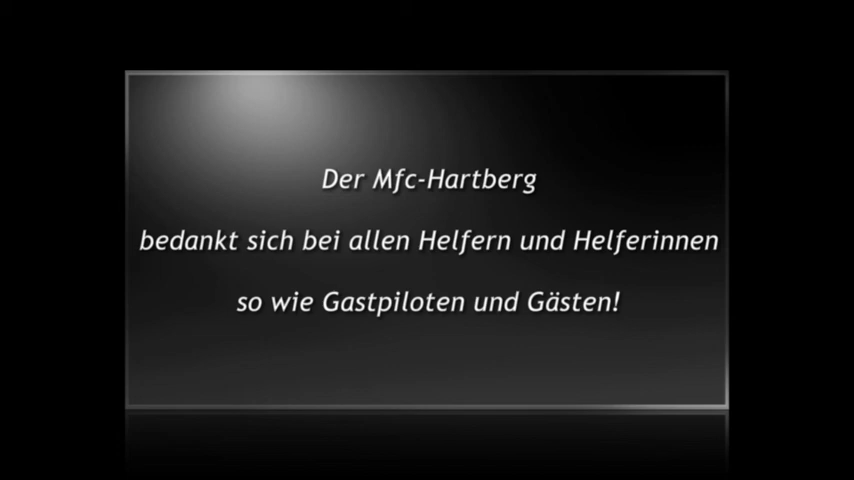 Der Mfc-Hartberg
bedankt sich bei allen Helfern und Helferinnen
so wie Gastpiloten und Gästen!